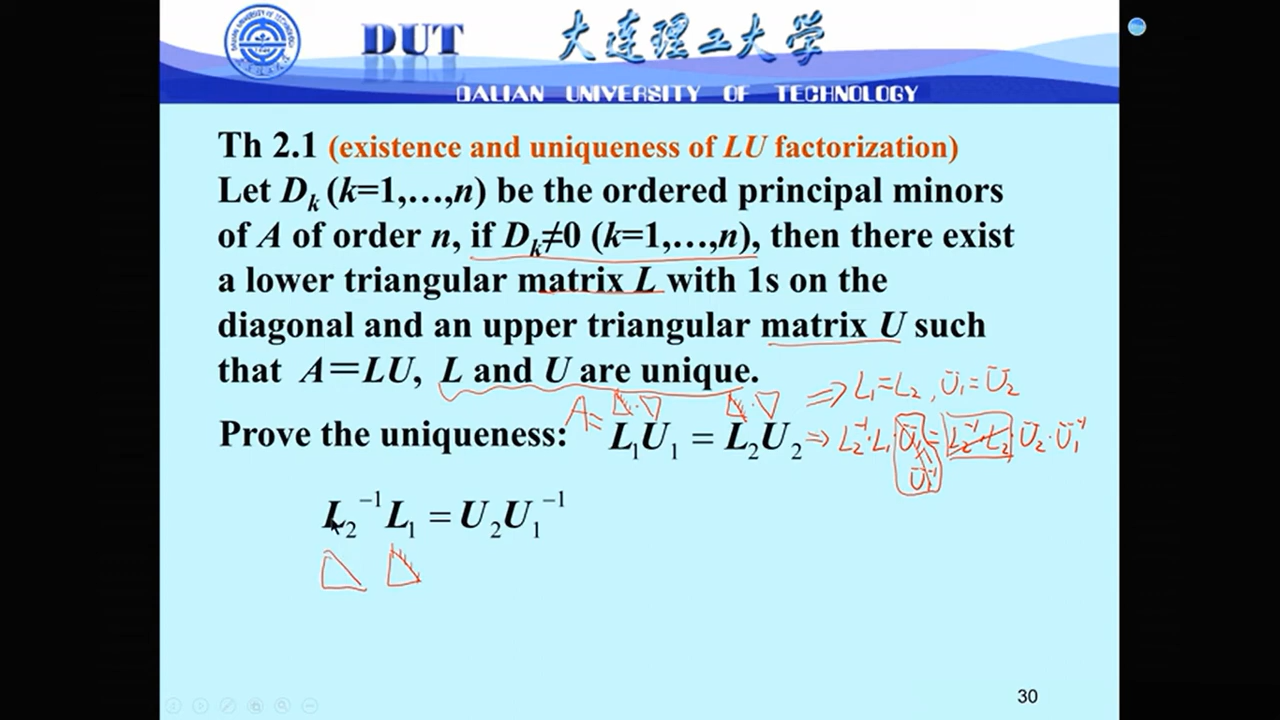 DUT 大连理工大学
DALIAN UNIVERSITY OF TECHNOLOGY
Th 2.1 (existence and uniqueness of LU factorization)
Let Dₖ (k=1,…,n) be the ordered principal minors
of A of order n, if Dₖ≠0 (k=1,…,n), then there exist
a lower triangular matrix L with 1s on the
diagonal and an upper triangular matrix U such
that A=LU, L and U are unique.
⇒ L₁=L₂, U₁=U₂
Prove the uniqueness: A= L₁U₁ = L₂U₂ ⇒ L₂⁻¹·L₁ U₁ = L₂⁻¹·L₂ U₂·U₁⁻¹
U₁⁻¹
L₂⁻¹L₁ = U₂U₁⁻¹
30